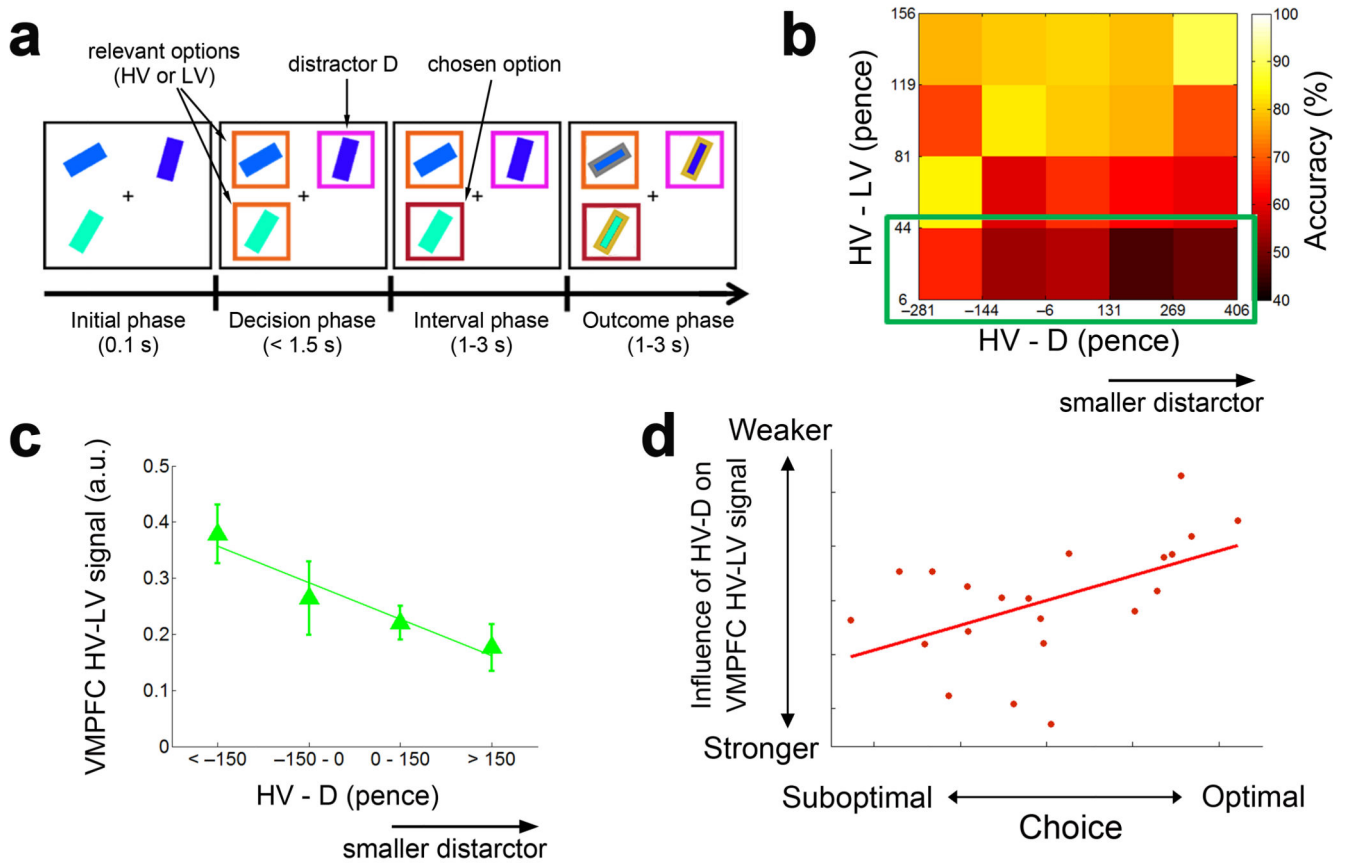 a
relevant options
(HV or LV)
distractor D
chosen option
+
+
+
+
Initial phase
(0.1 s)
Decision phase
(< 1.5 s)
Interval phase
(1-3 s)
Outcome phase
(1-3 s)
b
HV - LV (pence)
156
119
81
44
6
−281
−144
−6
131
269
406
HV - D (pence)
smaller distarctor
100
90
80
70
60
50
40
Accuracy (%)
c
VMPFC HV-LV signal (a.u.)
0.5
0.4
0.3
0.2
0.1
0
< −150
−150 - 0
0 - 150
> 150
HV - D (pence)
smaller distarctor
d
Weaker
Influence of HV-D on
VMPFC HV-LV signal
Stronger
Suboptimal
Optimal
Choice